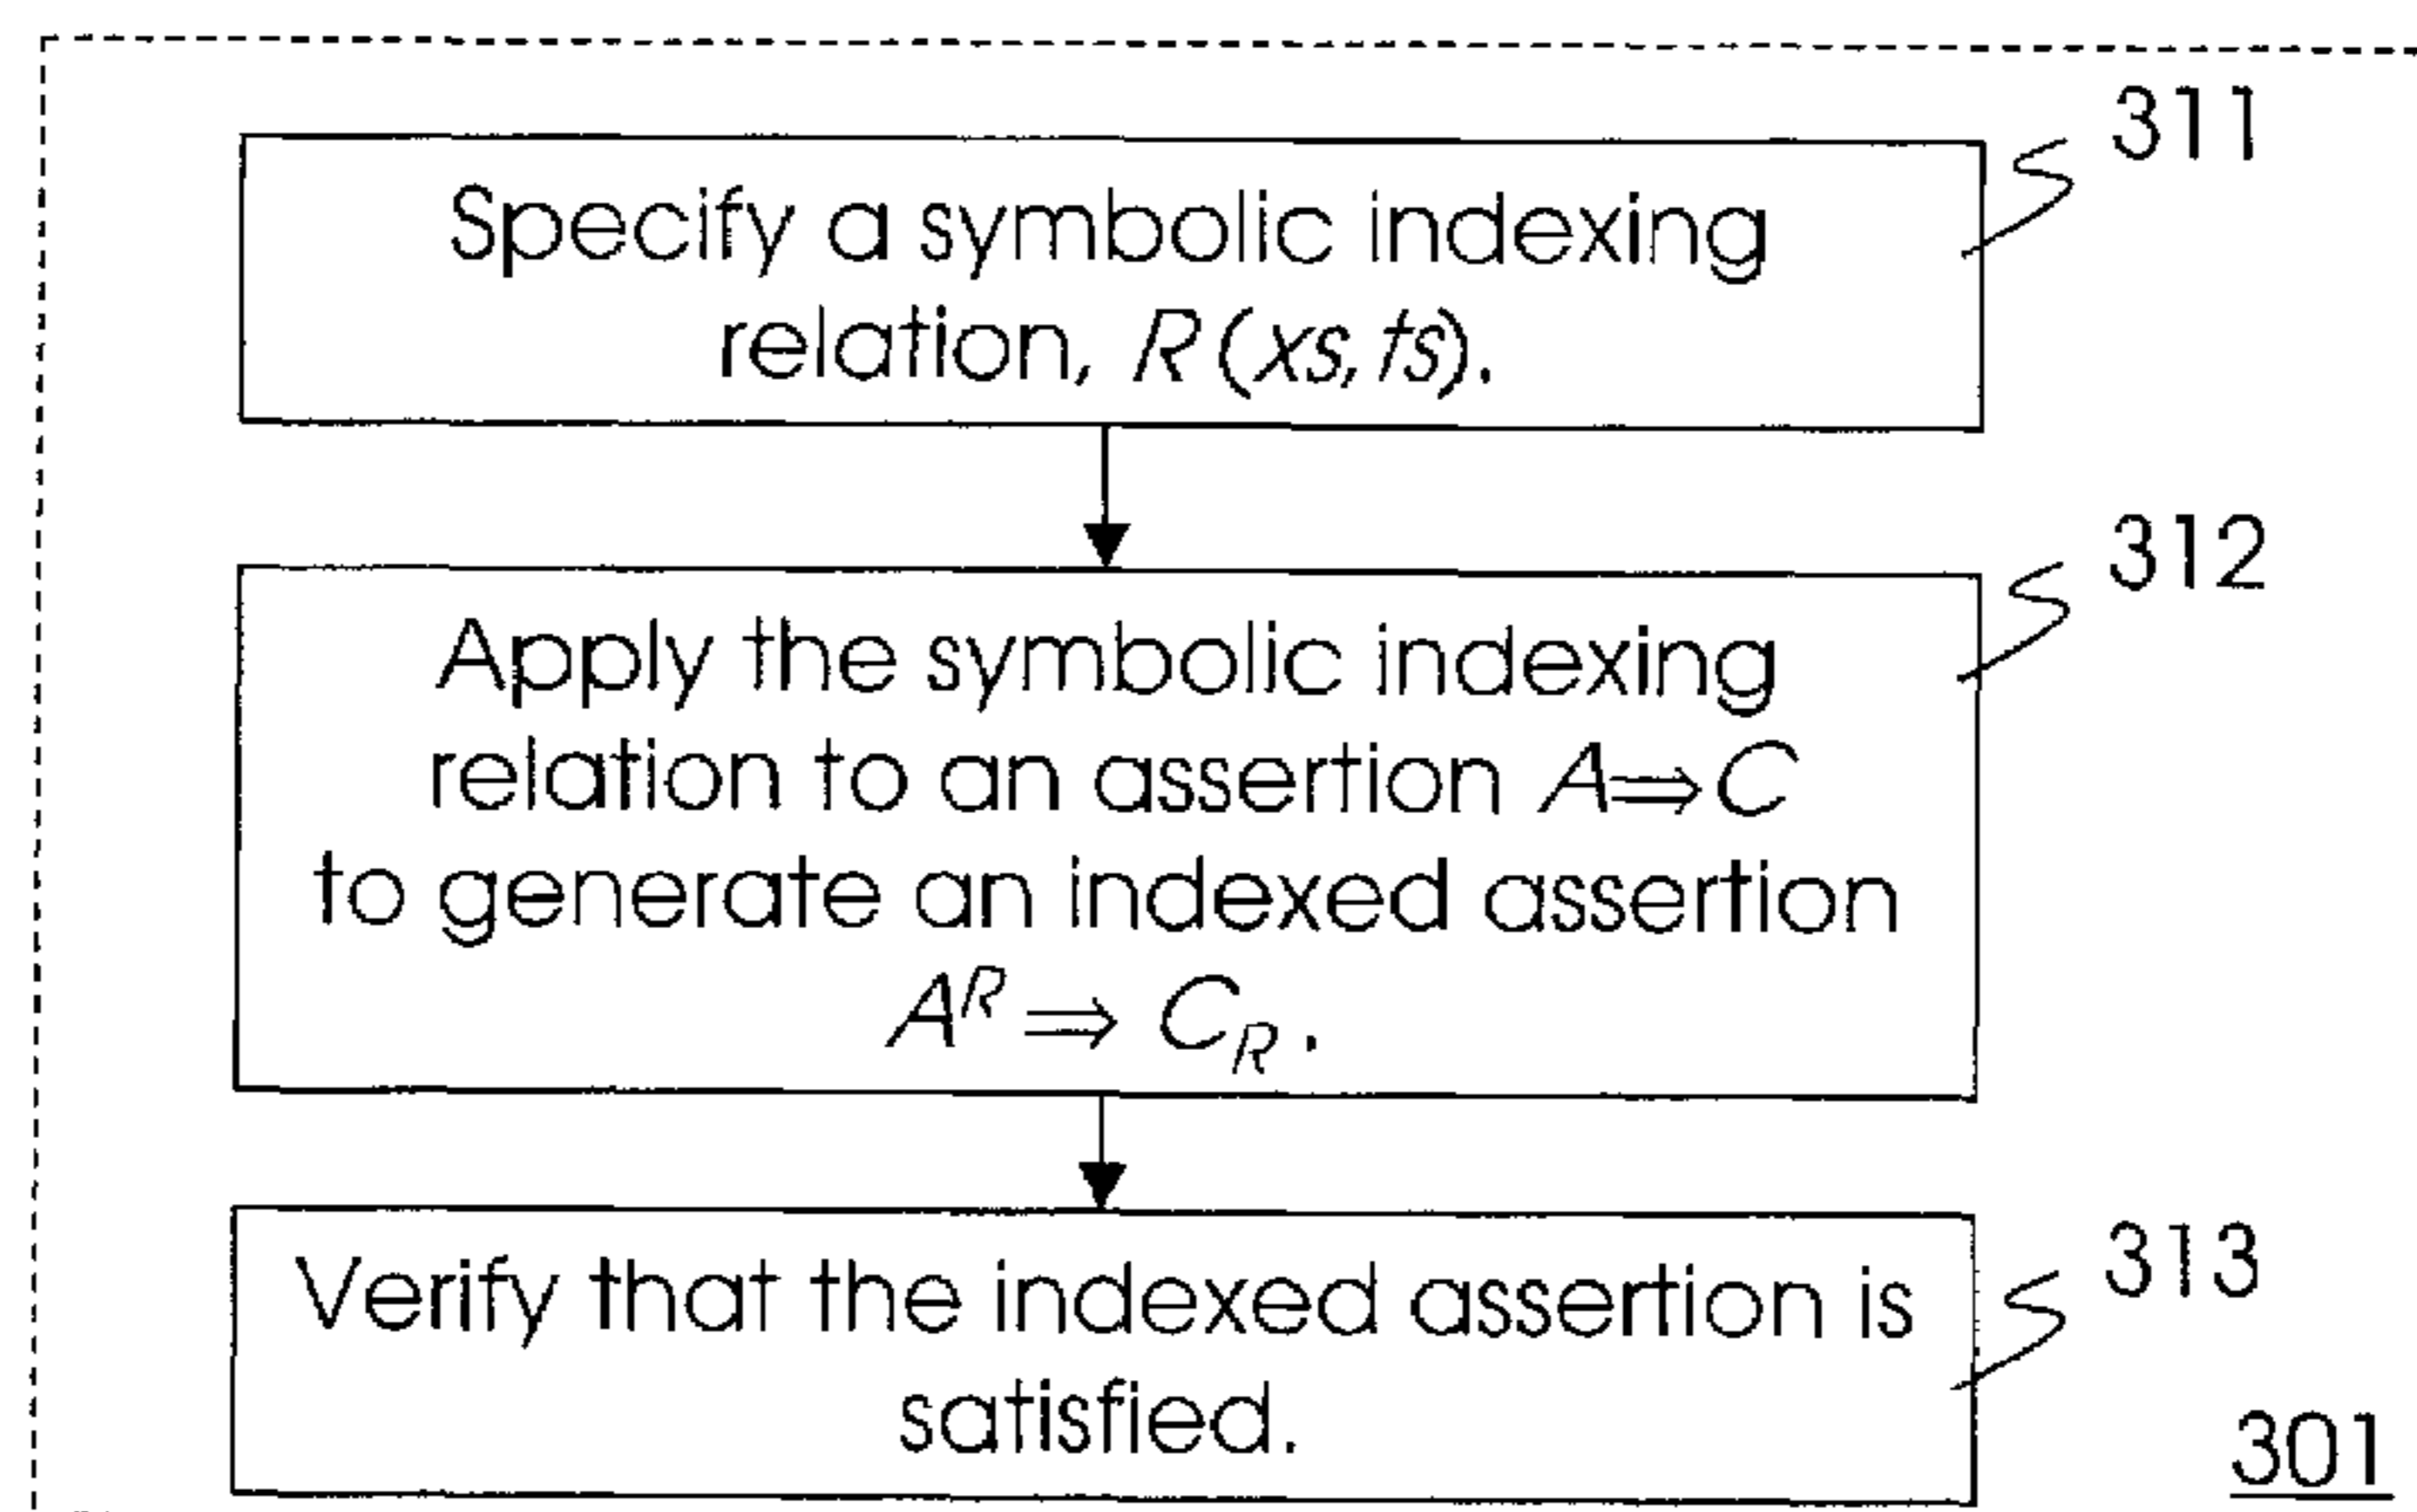 311
Specify a symbolic indexing
relation, R(xs, ts).
312
Apply the symbolic indexing
relation to an assertion A⇒C
to generate an indexed assertion
Aᴿ ⇒ C_R .
313
Verify that the indexed assertion is
satisfied.
301